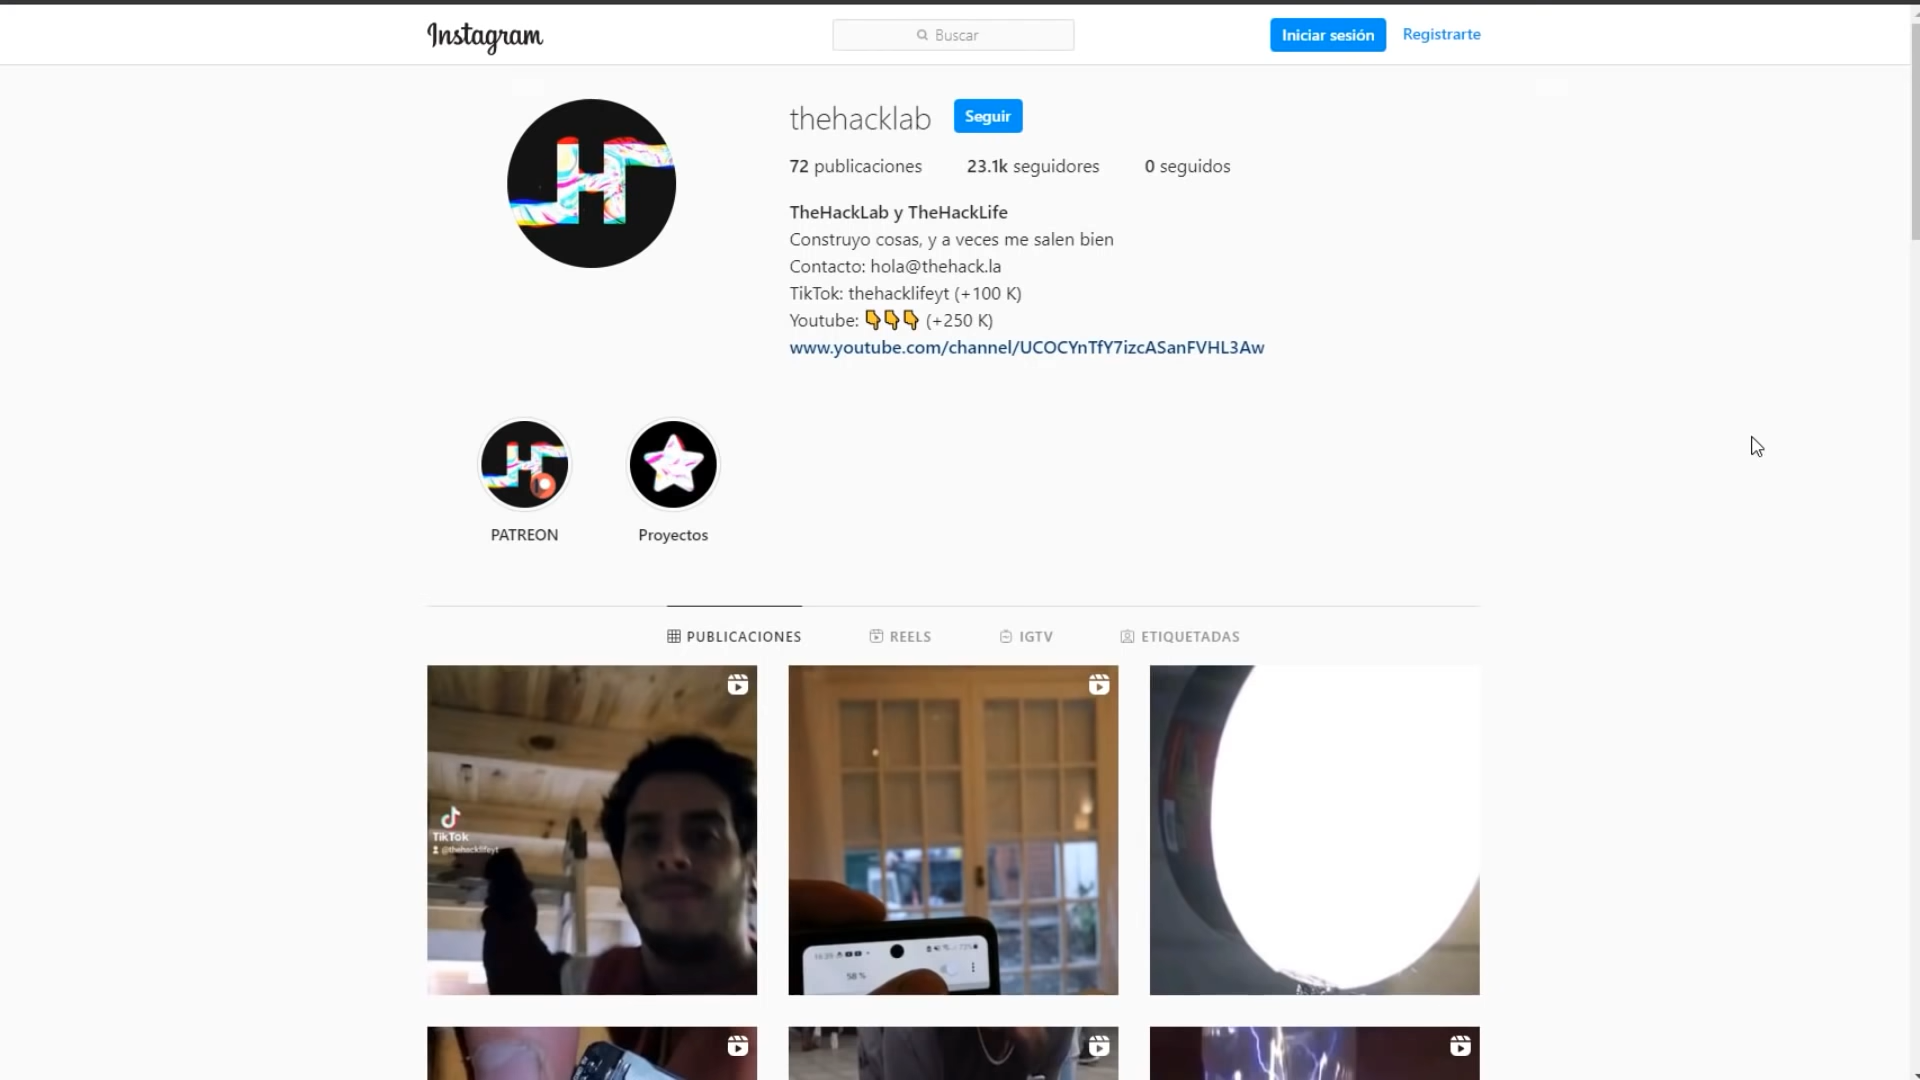 Instagram
Buscar
Iniciar sesión
Registrarte
thehacklab
Seguir
72 publicaciones
23.1k seguidores
0 seguidos
TheHackLab y TheHackLife
Construyo cosas, y a veces me salen bien
Contacto: hola@thehack.la
TikTok: thehacklifeyt (+100 K)
Youtube: 👇👇👇 (+250 K)
www.youtube.com/channel/UCOCYnTfY7izcASanFVHL3Aw
PATREON
Proyectos
PUBLICACIONES
REELS
IGTV
ETIQUETADAS
TikTok
@thehacklifeyt
58 %